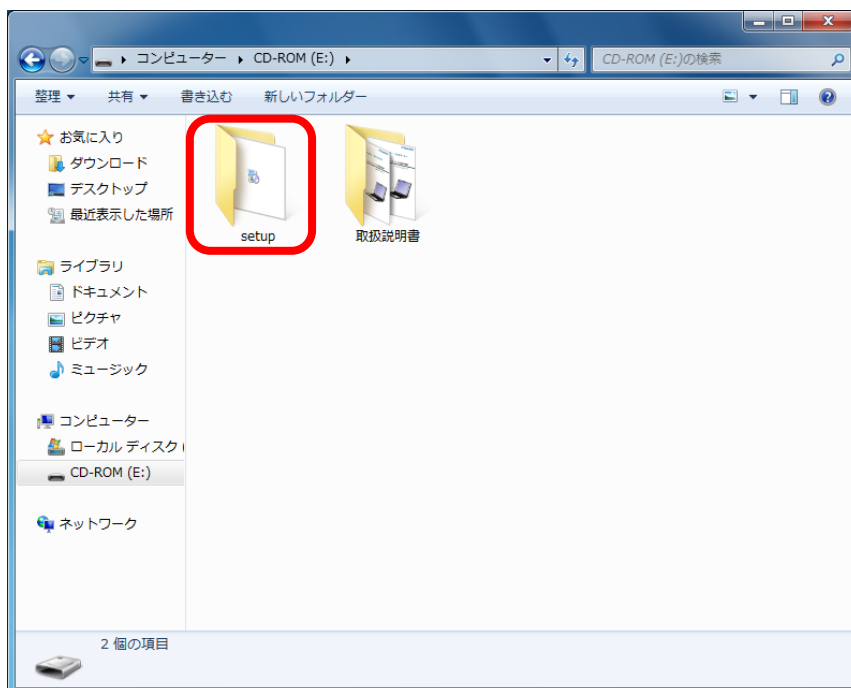 コンピューター ▸ CD-ROM (E:) ▸
CD-ROM (E:)の検索
整理 共有 書き込む 新しいフォルダー
お気に入り
ダウンロード
デスクトップ
最近表示した場所
ライブラリ
ドキュメント
ピクチャ
ビデオ
ミュージック
コンピューター
ローカル ディスク (
CD-ROM (E:)
ネットワーク
setup
取扱説明書
2 個の項目